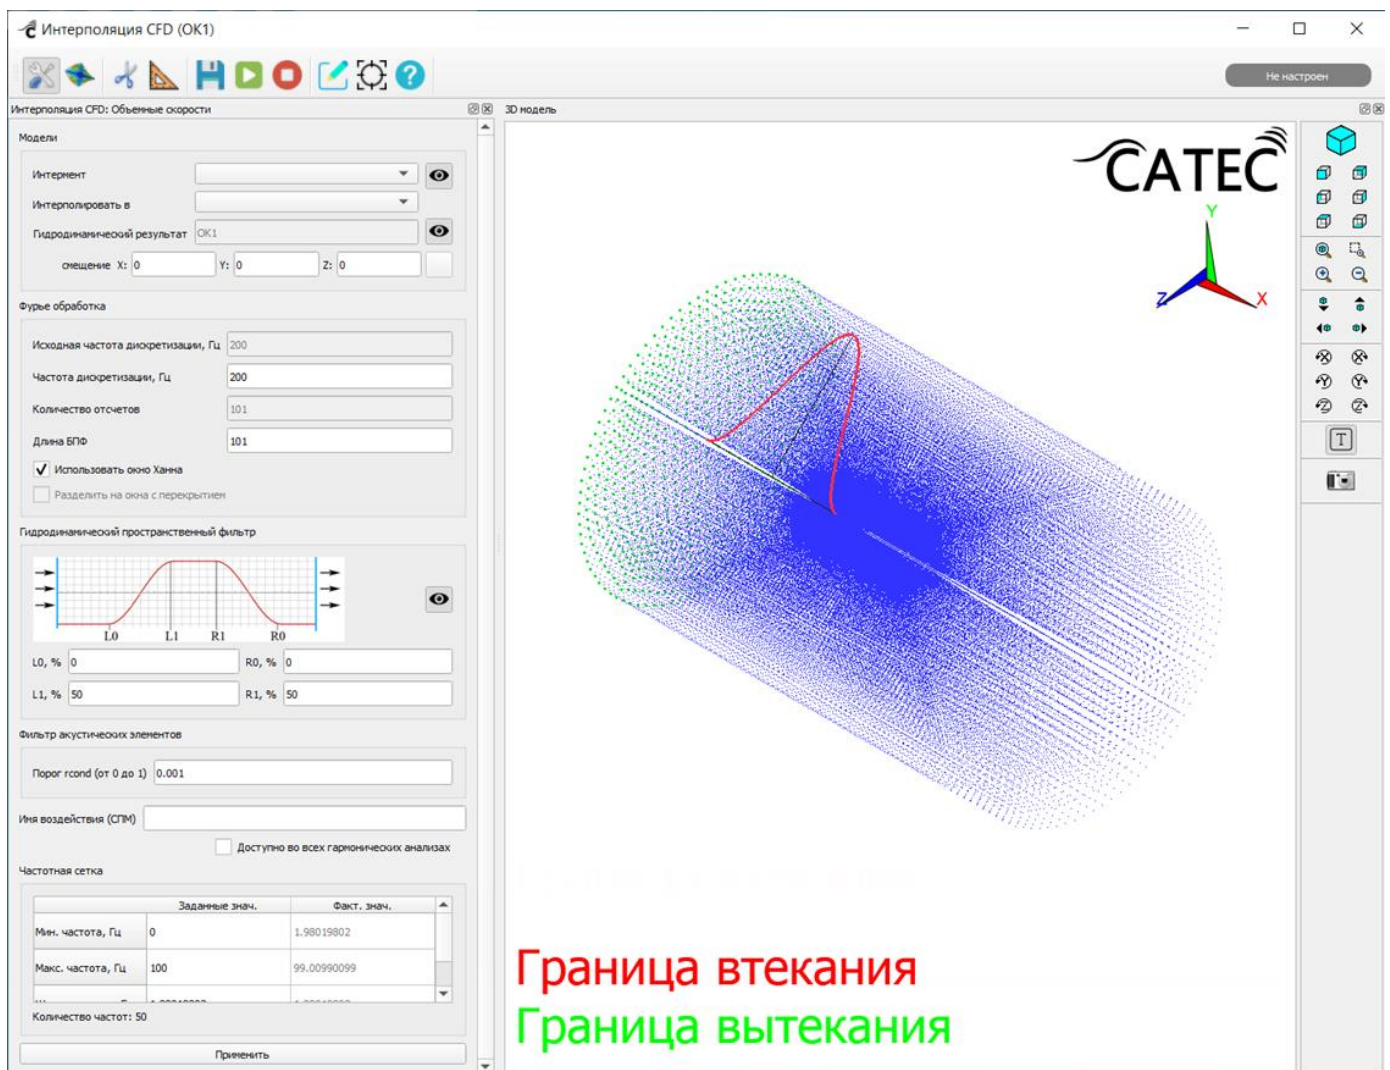 Интерполяция CFD (OK1)
Не настроен
Интерполяция CFD: Объемные скорости
3D модель
Модели
Интермент
Интерполировать в
Гидродинамический результат OK1
смещение X: 0 Y: 0 Z: 0
Фурье обработка
Исходная частота дискретизации, Гц 200
Частота дискретизации, Гц 200
Количество отсчетов 101
Длина БПФ 101
Использовать окно Ханна
Разделить на окна с перекрытием
Гидродинамический пространственный фильтр
L0 L1 R1 R0
L0, % 0 R0, % 0
L1, % 50 R1, % 50
Фильтр акустических элементов
Порог rcond (от 0 до 1) 0.001
Имя воздействия (СПМ)
Доступно во всех гармонических анализах
Частотная сетка
Заданные знач. Факт. знач.
Мин. частота, Гц 0 1.98019802
Макс. частота, Гц 100 99.00990099
Количество частот: 50
Применить
CATEC
Y
Z
X
Граница втекания
Граница вытекания
X X
Y Y
Z Z
T